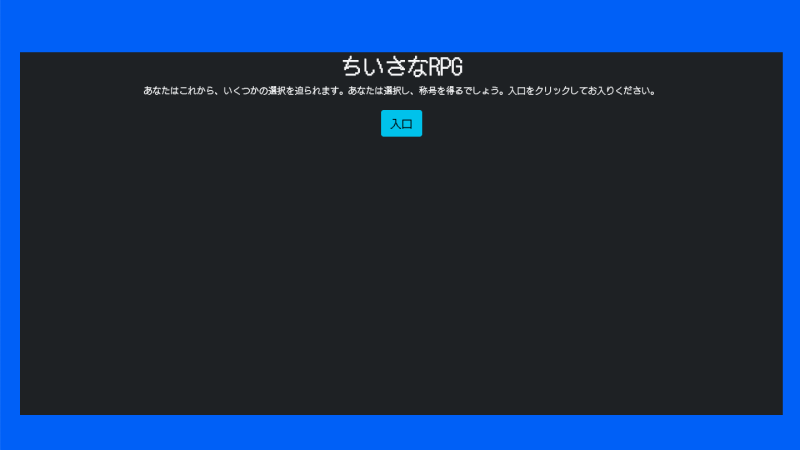 ちいさなRPG
あなたはこれから、いくつかの選択を迫られます。あなたは選択し、称号を得るでしょう。入口をクリックしてお入りください。
入口